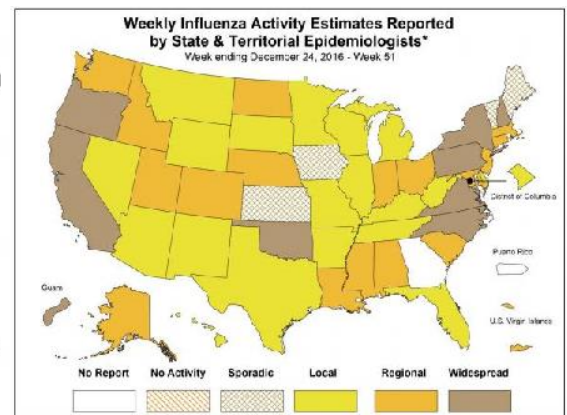 Weekly Influenza Activity Estimates Reported
by State & Territorial Epidemiologists*
Week ending December 24, 2016 - Week 51
District of Columbia
Puerto Rico
Guam
U.S. Virgin Islands
No Report No Activity Sporadic Local Regional Widespread